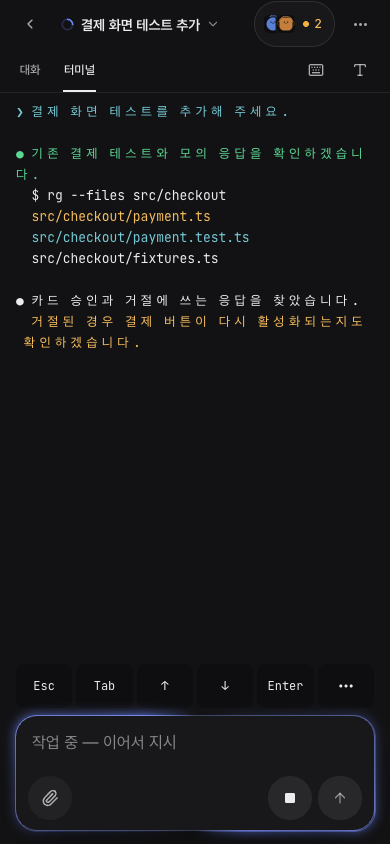 결제 화면 테스트 추가
2
대화
터미널
❯ 결제 화면 테스트를 추가해 주세요.
● 기존 결제 테스트와 모의 응답을 확인하겠습니
다.
$ rg --files src/checkout
src/checkout/payment.ts
src/checkout/payment.test.ts
src/checkout/fixtures.ts
● 카드 승인과 거절에 쓰는 응답을 찾았습니다.
거절된 경우 결제 버튼이 다시 활성화되는지도
확인하겠습니다.
Esc Tab ↑ ↓ Enter •••
작업 중 — 이어서 지시